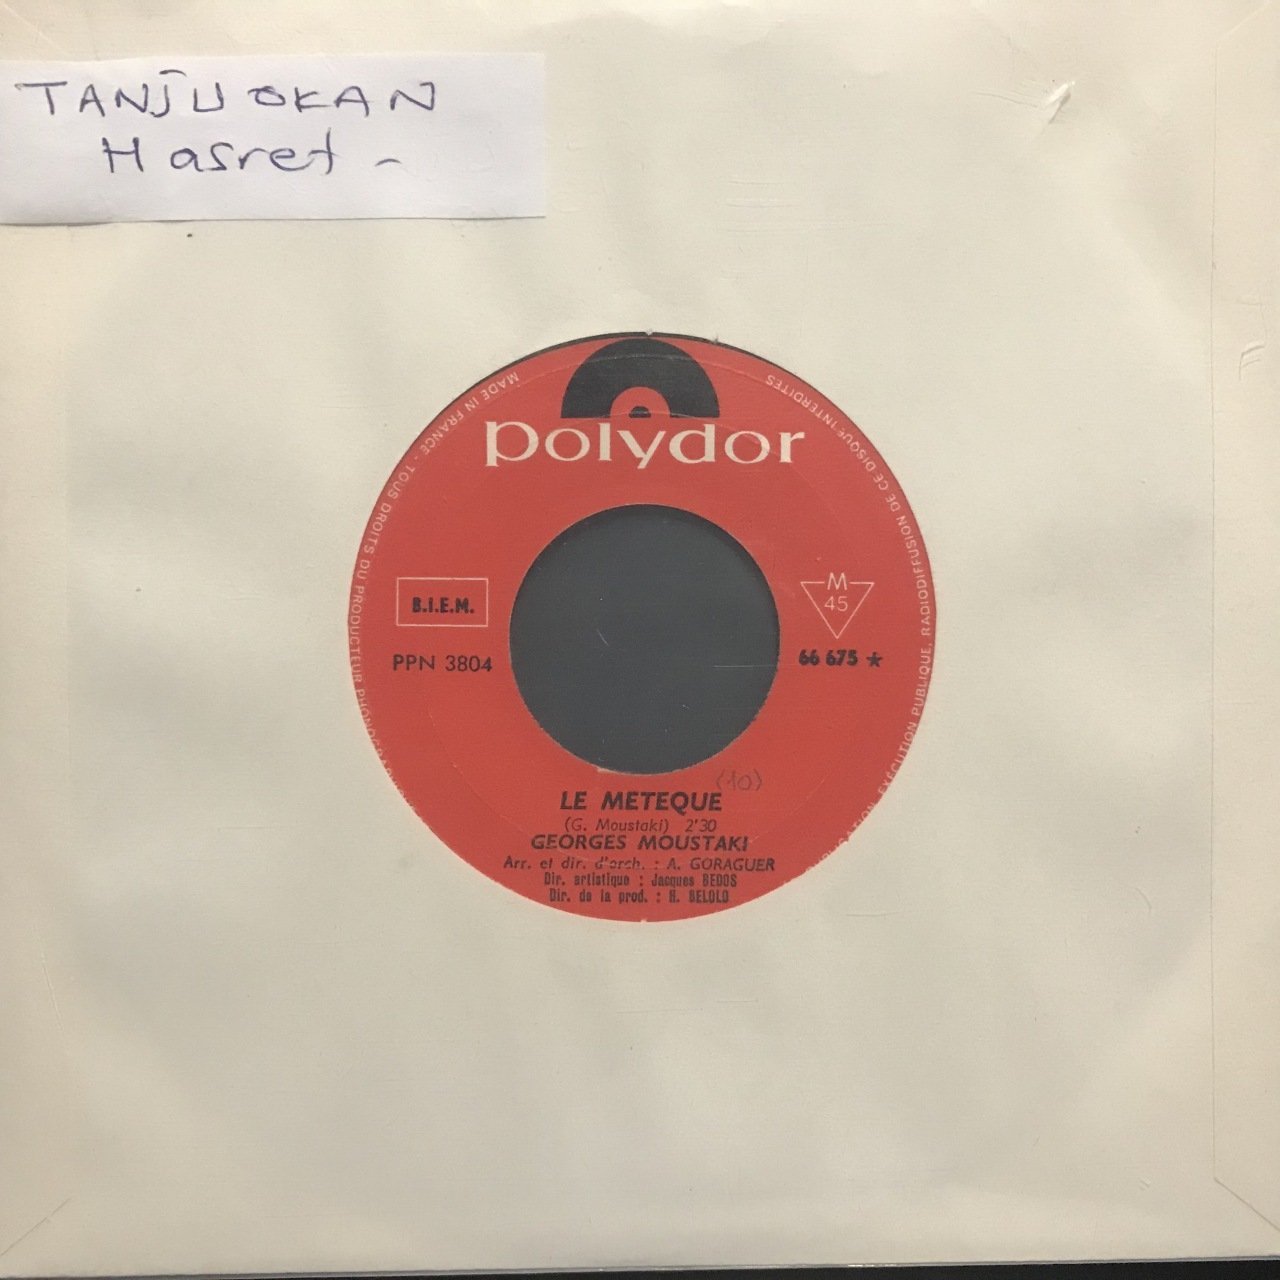 TANJU OKAN
Hasret -
polydor
MADE IN FRANCE · TOUS DROITS DU PRODUCTEUR
INTERDITES
DE CE DISQUE
EXÉCUTION PUBLIQUE, RADIODIFFUSION
B.I.E.M.
M
45
PPN 3804
66 675 ★
(10)
LE METEQUE
(G. Moustaki) 2'30
GEORGES MOUSTAKI
Arr. et dir. d'orch. : A. GORAGUER
Dir. artistique : Jacques BEDOS
Dir. de la prod. : H. BELOLO